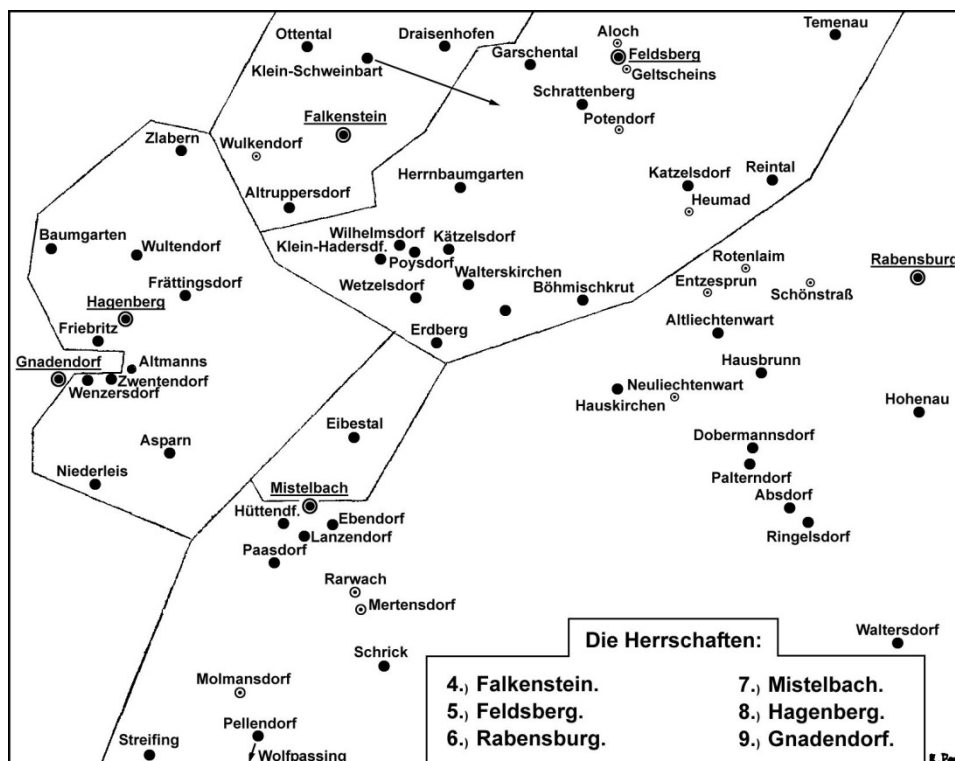 Ottental
Draisenhofen
Aloch
Temenau
Klein-Schweinbart
Garschental
Feldsberg
Geltscheins
Schrattenberg
Falkenstein
Potendorf
Zlabern
Wulkendorf
Herrnbaumgarten
Katzelsdorf
Reintal
Altruppersdorf
Heumad
Baumgarten
Wultendorf
Wilhelmsdorf
Kätzelsdorf
Klein-Hadersdf.
Poysdorf
Rotenlaim
Rabensburg
Frättingsdorf
Wetzelsdorf
Walterskirchen
Böhmischkrut
Entzesprun
Schönstraß
Hagenberg
Friebritz
Erdberg
Altliechtenwart
Gnadendorf
Altmanns
Hausbrunn
Wenzersdorf
Zwentendorf
Neuliechtenwart
Hauskirchen
Hohenau
Eibestal
Asparn
Dobermannsdorf
Niederleis
Palterndorf
Mistelbach
Absdorf
Hüttendf.
Ebendorf
Lanzendorf
Ringelsdorf
Paasdorf
Rarwach
Mertensdorf
Waltersdorf
Schrick
Molmansdorf
Pellendorf
Streifing
Wolfpassing
Die Herrschaften:
4.) Falkenstein.
5.) Feldsberg.
6.) Rabensburg.
7.) Mistelbach.
8.) Hagenberg.
9.) Gnadendorf.